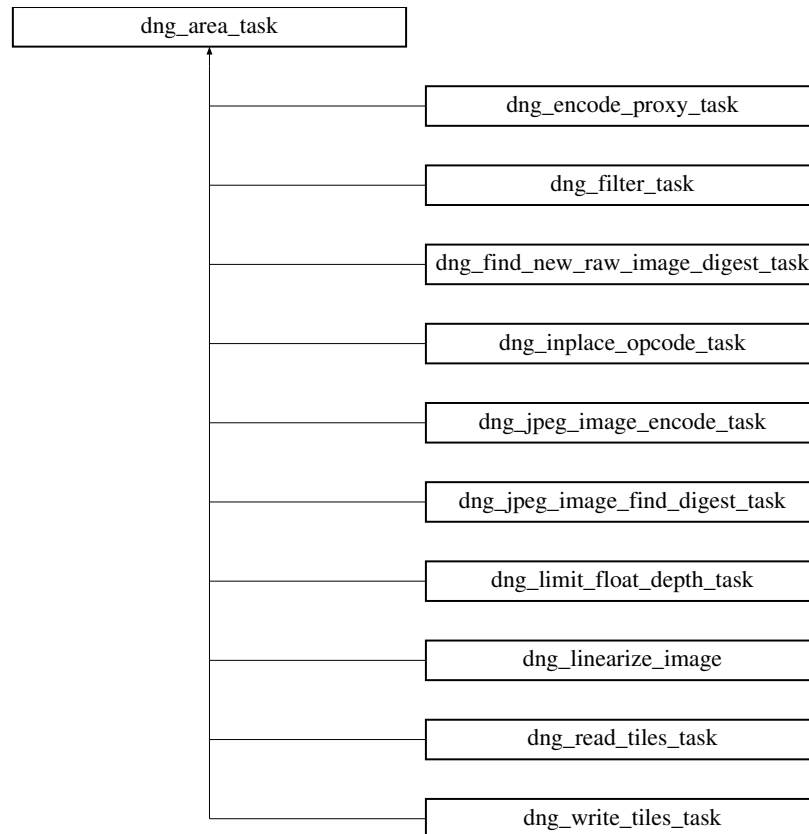 dng_area_task
dng_encode_proxy_task
dng_filter_task
dng_find_new_raw_image_digest_task
dng_inplace_opcode_task
dng_jpeg_image_encode_task
dng_jpeg_image_find_digest_task
dng_limit_float_depth_task
dng_linearize_image
dng_read_tiles_task
dng_write_tiles_task